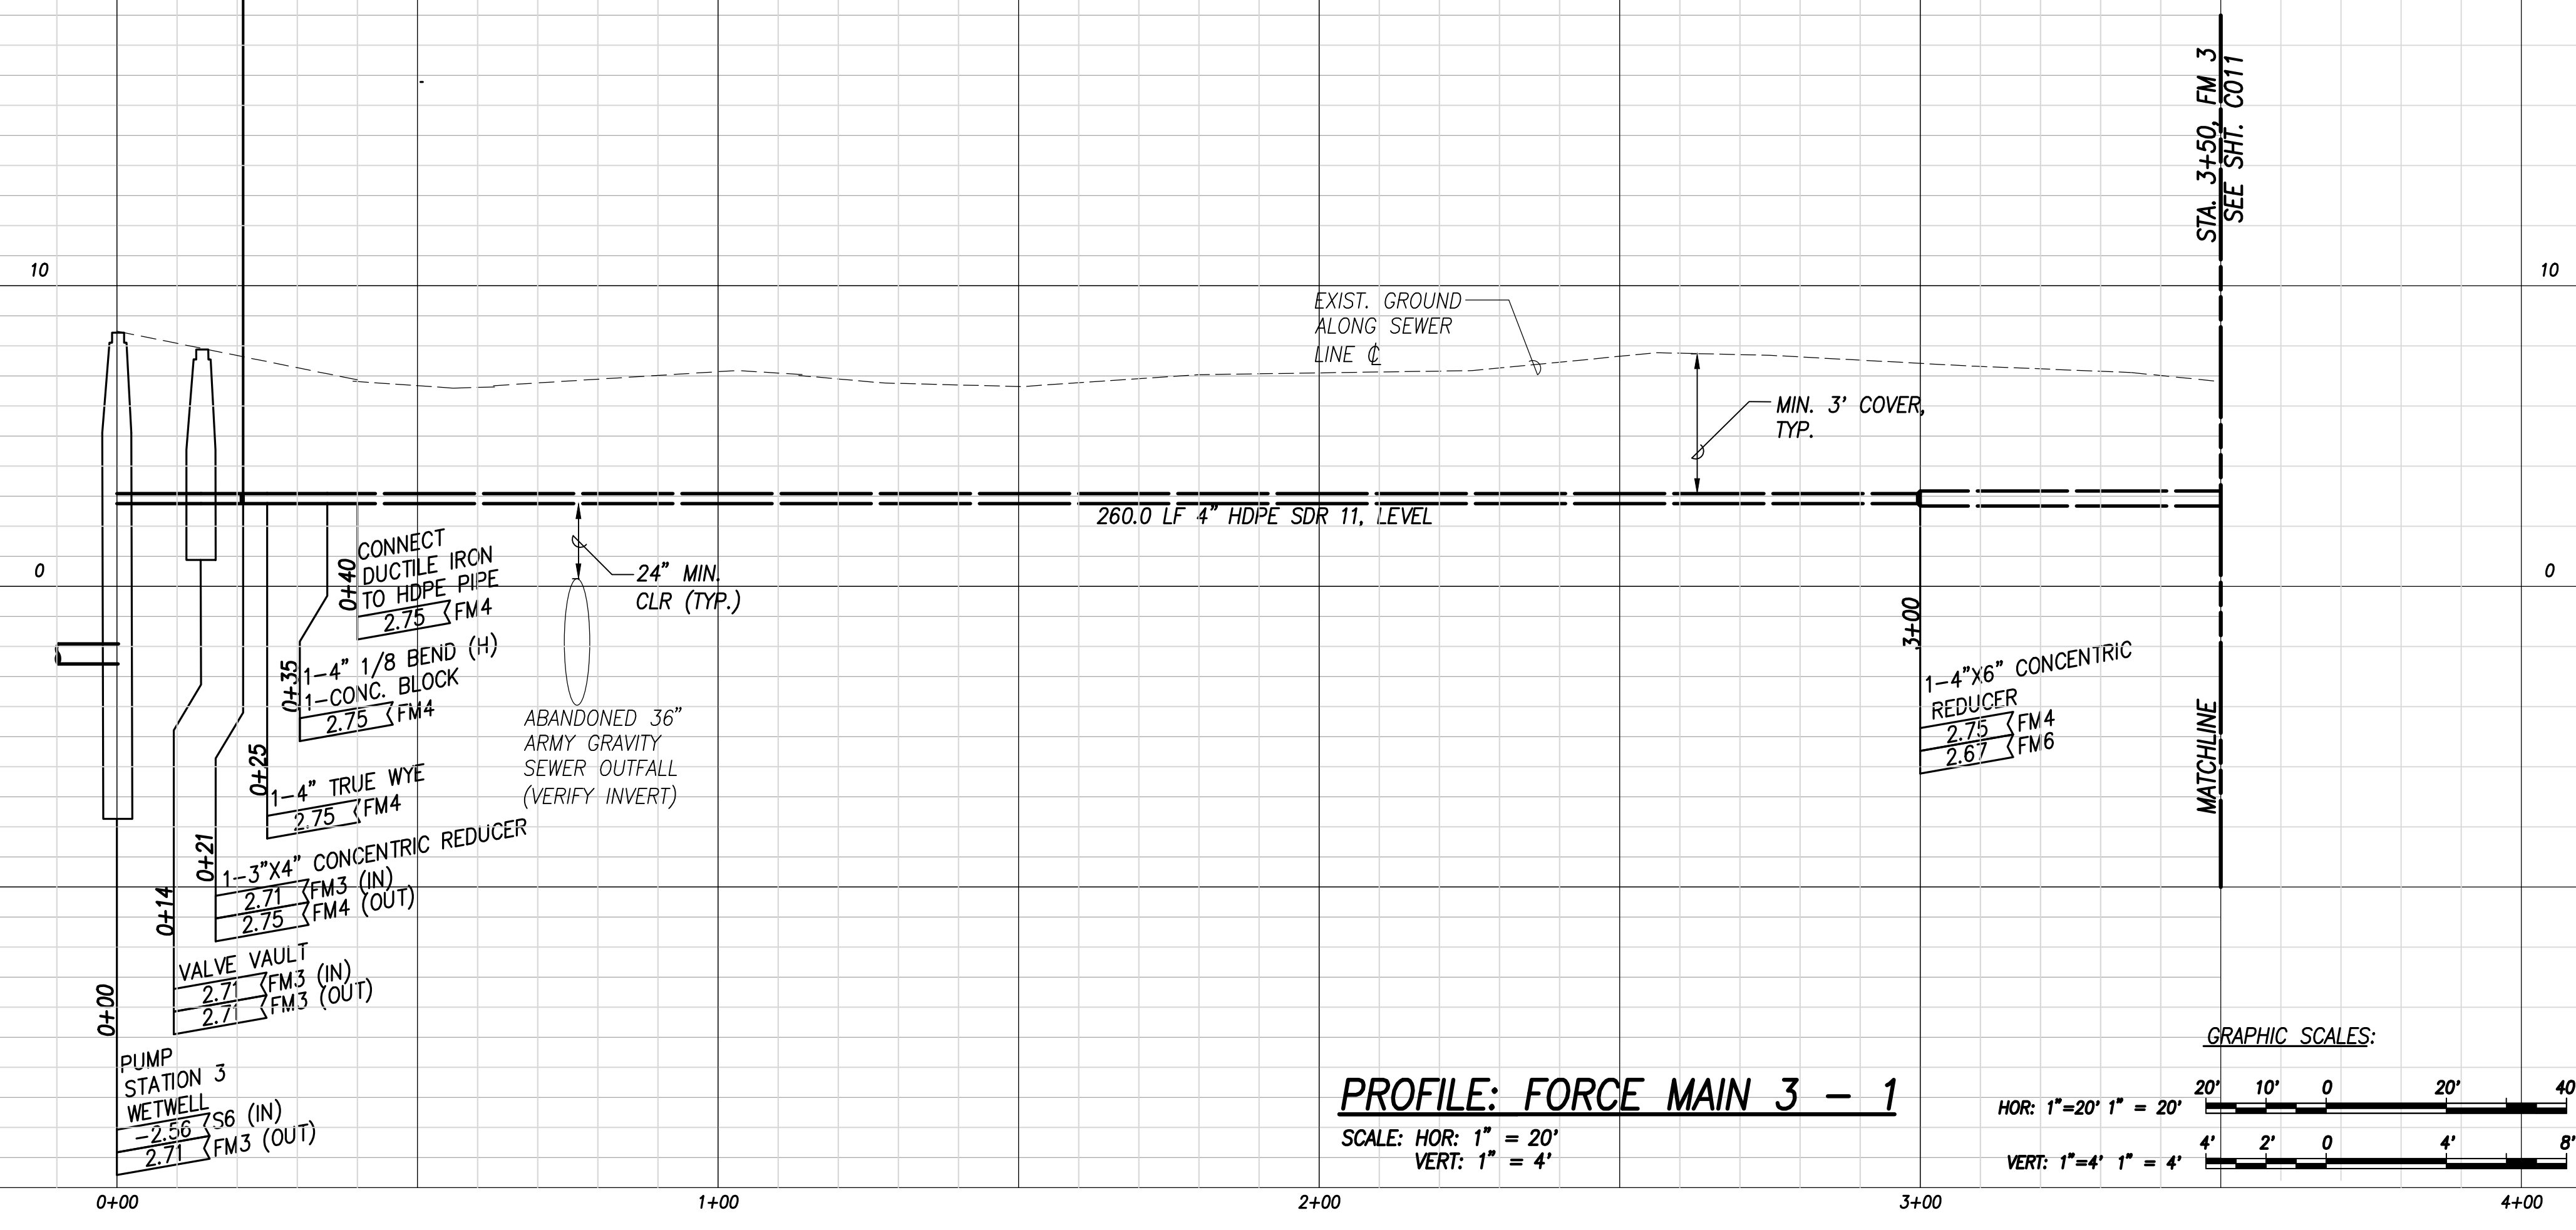 STA. 3+50, FM 3
SEE SHT. CO11
10
10
EXIST. GROUND
ALONG SEWER
LINE ℄
MIN. 3' COVER,
TYP.
260.0 LF 4" HDPE SDR 11, LEVEL
0
0
24" MIN.
CLR (TYP.)
0+40
CONNECT
DUCTILE IRON
TO HDPE PIPE
2.75 FM4
0+35
1-4" 1/8 BEND (H)
1-CONC. BLOCK
2.75 FM4
ABANDONED 36"
ARMY GRAVITY
SEWER OUTFALL
(VERIFY INVERT)
0+25
1-4" TRUE WYE
2.75 FM4
0+21
1-3"X4" CONCENTRIC REDUCER
2.71 FM3 (IN)
2.75 FM4 (OUT)
0+14
VALVE VAULT
2.71 FM3 (IN)
2.71 FM3 (OUT)
0+00
PUMP
STATION 3
WETWELL
-2.56 S6 (IN)
2.71 FM3 (OUT)
3+00
1-4"X6" CONCENTRIC
REDUCER
2.75 FM4
2.67 FM6
MATCHLINE
PROFILE: FORCE MAIN 3 - 1
SCALE: HOR: 1" = 20'
VERT: 1" = 4'
GRAPHIC SCALES:
20' 10' 0 20' 40
HOR: 1"=20' 1" = 20'
4' 2' 0 4' 8'
VERT: 1"=4' 1" = 4'
0+00 1+00 2+00 3+00 4+00